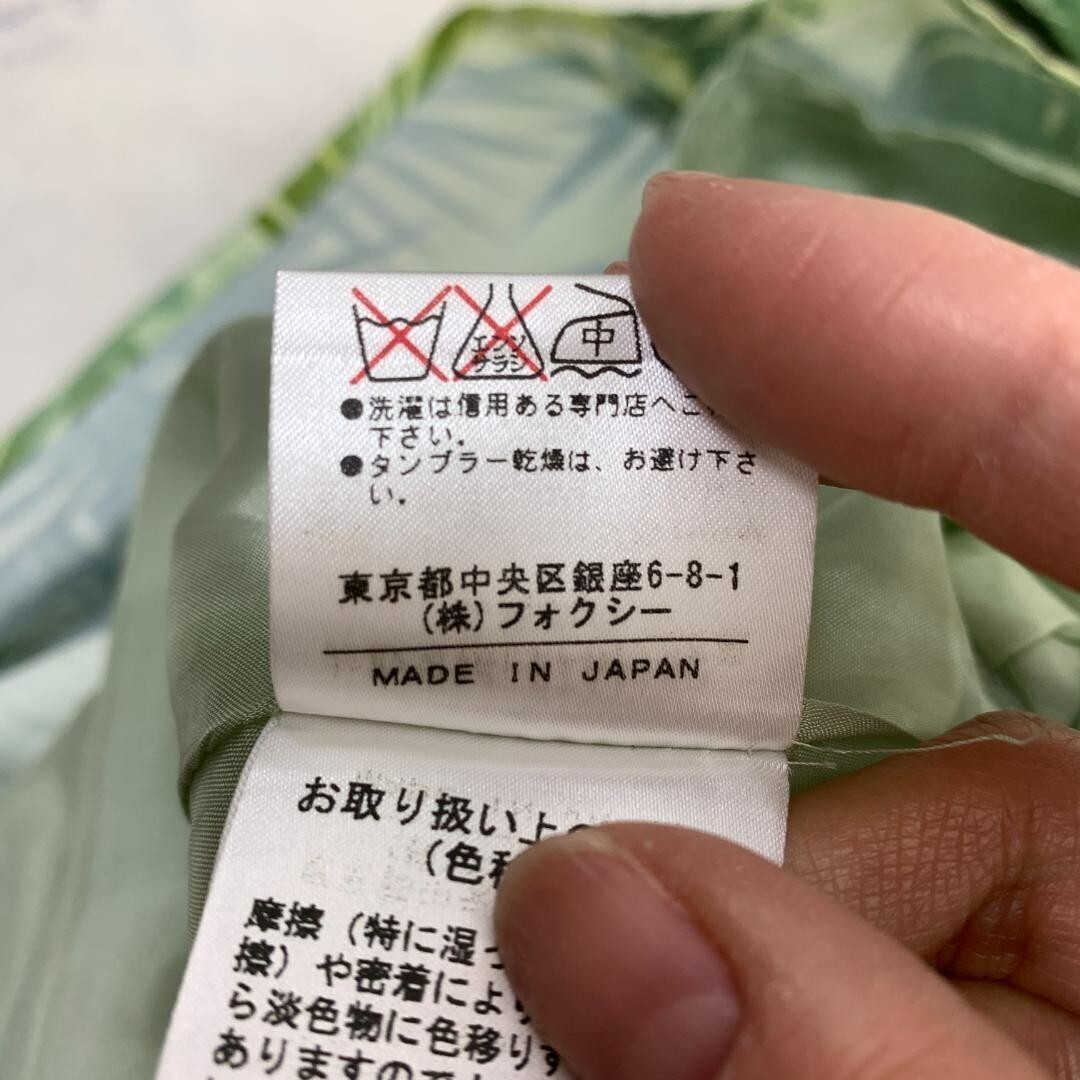 エンソ
サラシ
中
●洗濯は信用ある専門店へご
下さい.
●タンブラー乾燥は、お避け下さ
い.
東京都中央区銀座6-8-1
(株)フォクシー
MADE IN JAPAN
お取り扱い上
(色移
摩擦(特に湿っ
擦)や密着により
ら淡色物に色移りす
ありますので